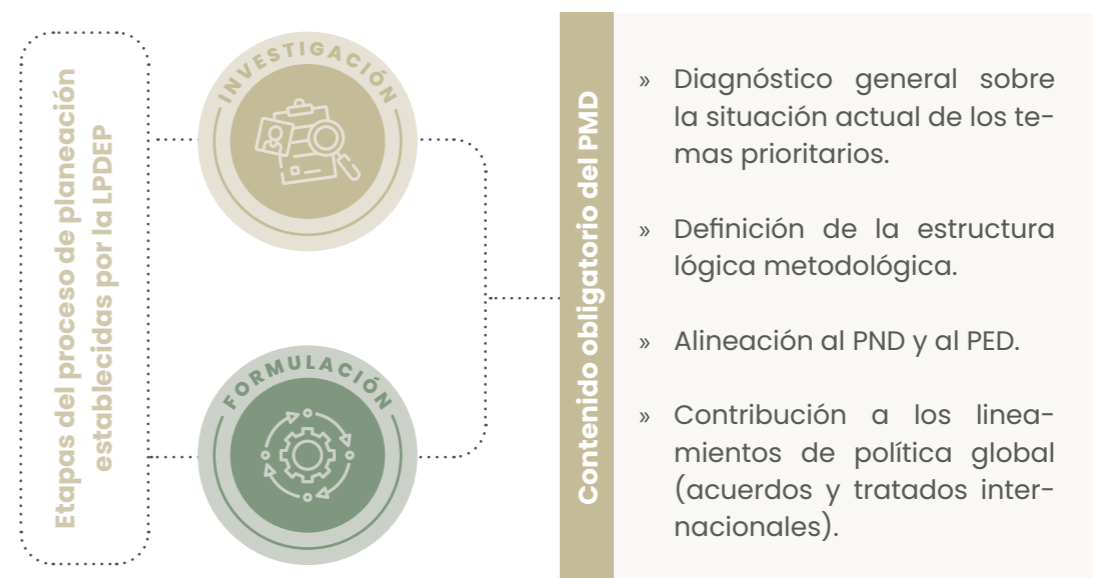 Etapas del proceso de planeación
establecidas por la LPDEP
INVESTIGACIÓN
FORMULACIÓN
Contenido obligatorio del PMD
» Diagnóstico general sobre
la situación actual de los te-
mas prioritarios.
» Definición de la estructura
lógica metodológica.
» Alineación al PND y al PED.
» Contribución a los linea-
mientos de política global
(acuerdos y tratados inter-
nacionales).